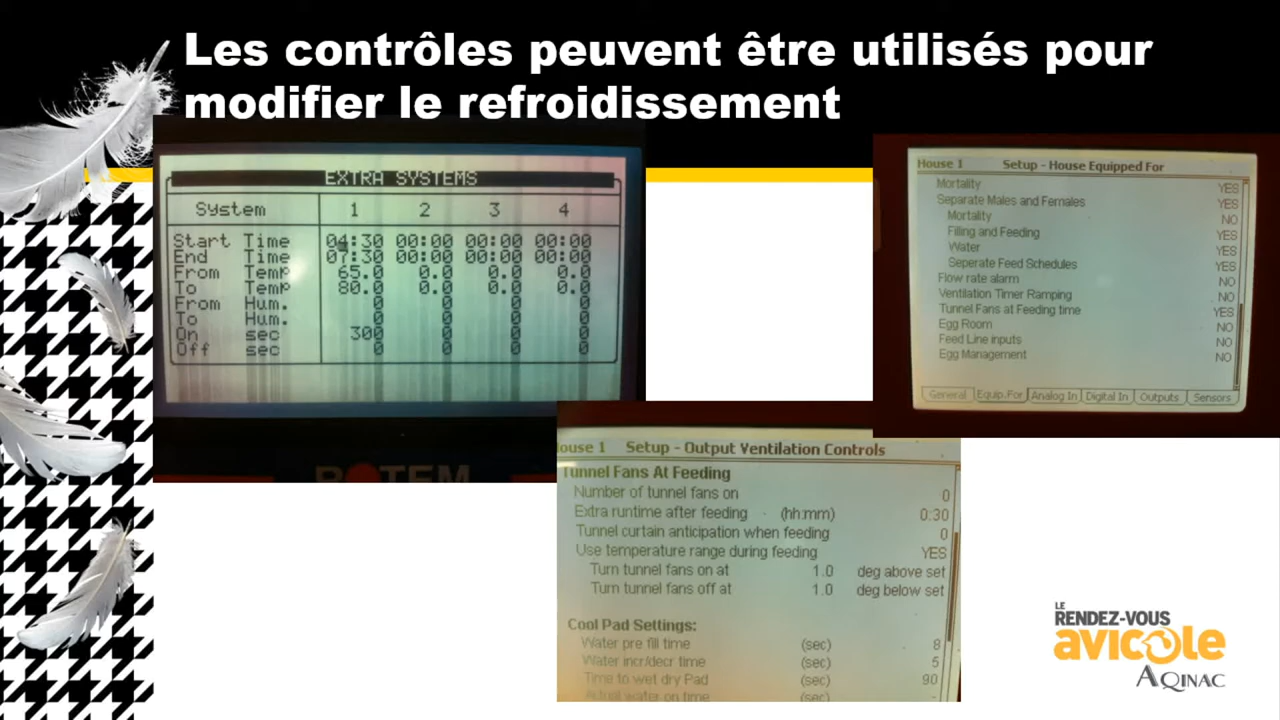 Les contrôles peuvent être utilisés pour
modifier le refroidissement
EXTRA SYSTEMS
System 1 2 3 4
Start Time 04:30 00:00 00:00 00:00
End Time 07:30 00:00 00:00 00:00
From Temp 65.0 0.0 0.0 0.0
To Temp 80.0 0.0 0.0 0.0
From Hum. 0 0 0 0
To Hum. 0 0 0 0
On sec 300 0 0 0
Off sec 0 0 0 0
ROTEM
House 1 Setup - House Equipped For
Mortality YES
Separate Males and Females YES
Mortality NO
Filling and Feeding YES
Water YES
Seperate Feed Schedules YES
Flow rate alarm NO
Ventilation Timer Ramping NO
Tunnel Fans at Feeding time YES
Egg Room NO
Feed Line inputs NO
Egg Management NO
General Equip.For Analog In Digital In Outputs Sensors
ouse 1 Setup - Output Ventilation Controls
Tunnel Fans At Feeding
Number of tunnel fans on 0
Extra runtime after feeding (hh:mm) 0:30
Tunnel curtain anticipation when feeding 0
Use temperature range during feeding YES
Turn tunnel fans on at 1.0 deg above set
Turn tunnel fans off at 1.0 deg below set
Cool Pad Settings:
Water pre fill time (sec) 8
Water incr/decr time (sec) 5
Time to wet dry Pad (sec) 90
Actual water on time (sec) -
LE
RENDEZ-VOUS
avicole
AQINAC